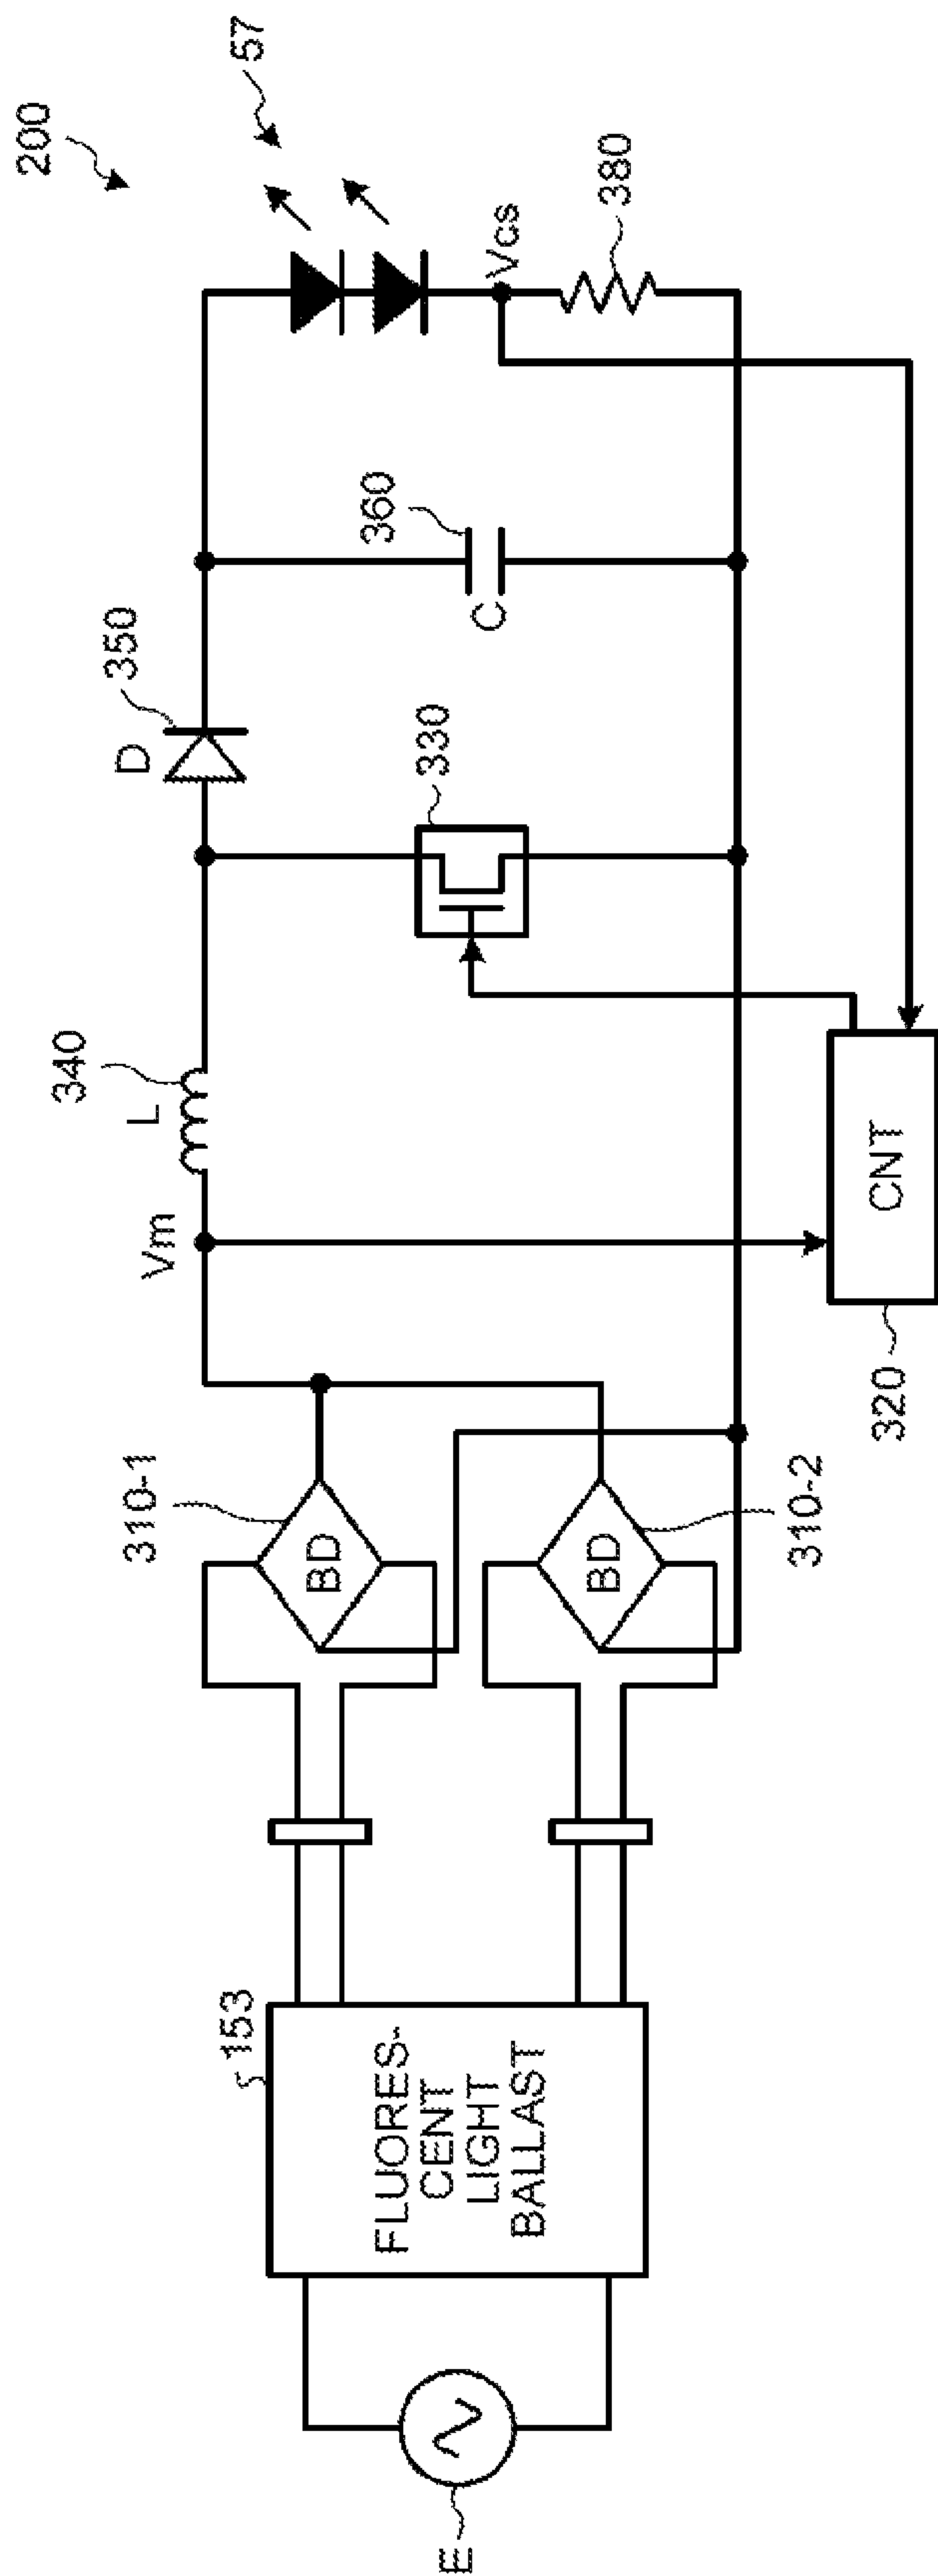 200
57
D
350
340
L
Vm
310-1
BD
153
FLUORES-
CENT
LIGHT
BALLAST
E
330
C
360
Vcs
380
BD
310-2
CNT
320